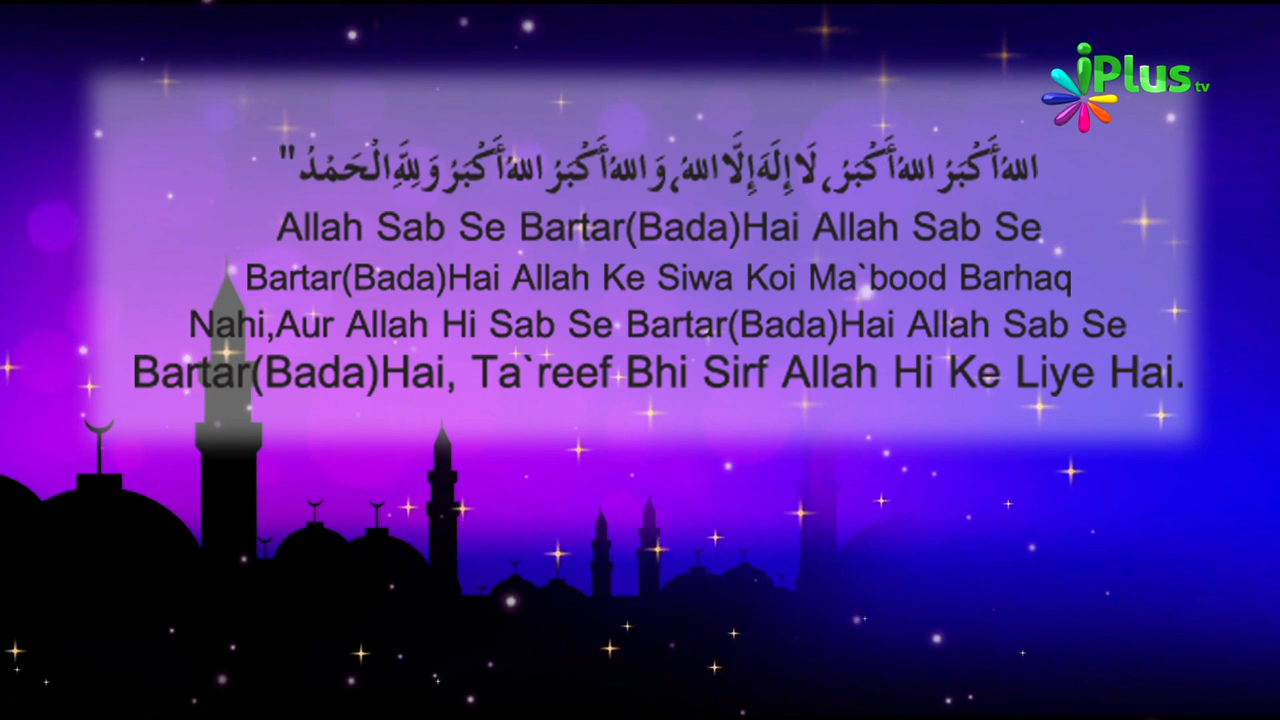 iPlus tv
اللهُ أَكْبَرُ اللهُ أَكْبَرُ، لَا إِلَهَ إِلَّا اللهُ، وَاللهُ أَكْبَرُ اللهُ أَكْبَرُ وَلِلَّهِ الْحَمْدُ"
Allah Sab Se Bartar(Bada)Hai Allah Sab Se
Bartar(Bada)Hai Allah Ke Siwa Koi Ma`bood Barhaq
Nahi,Aur Allah Hi Sab Se Bartar(Bada)Hai Allah Sab Se
Bartar(Bada)Hai, Ta`reef Bhi Sirf Allah Hi Ke Liye Hai.